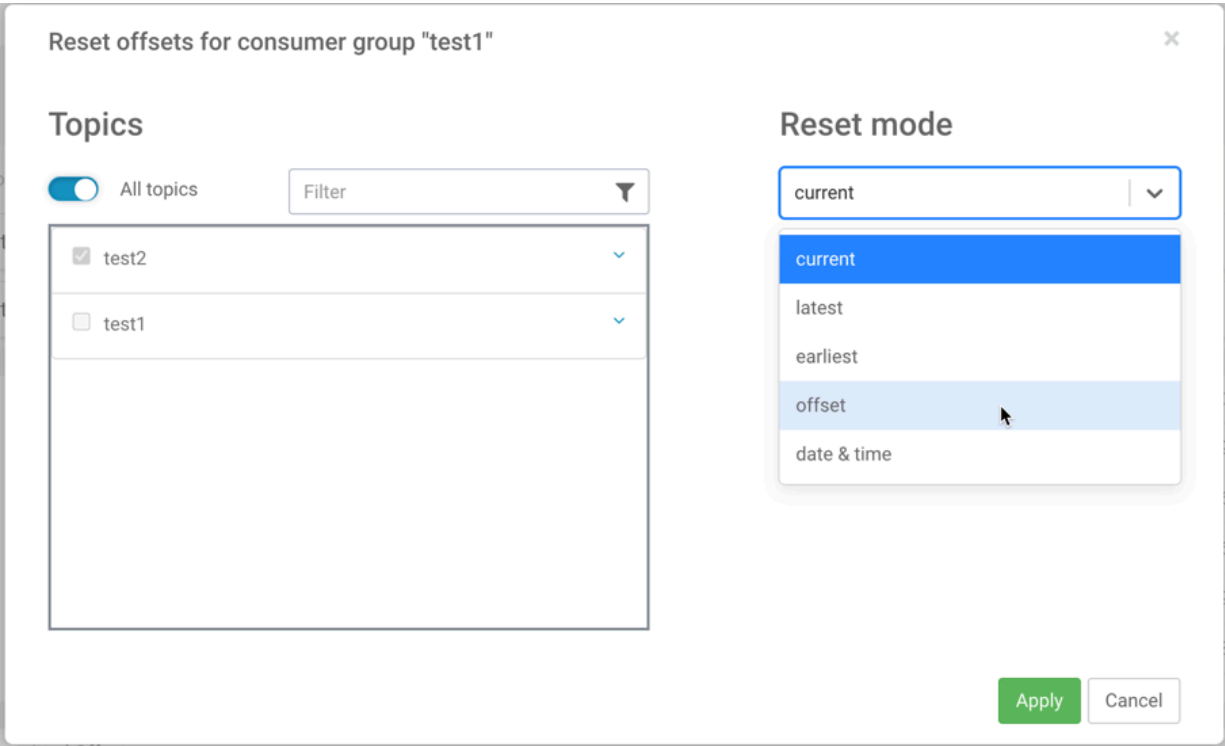 Reset offsets for consumer group "test1"
Topics
All topics
Filter
test2
test1
Reset mode
current
current
latest
earliest
offset
date & time
Apply
Cancel